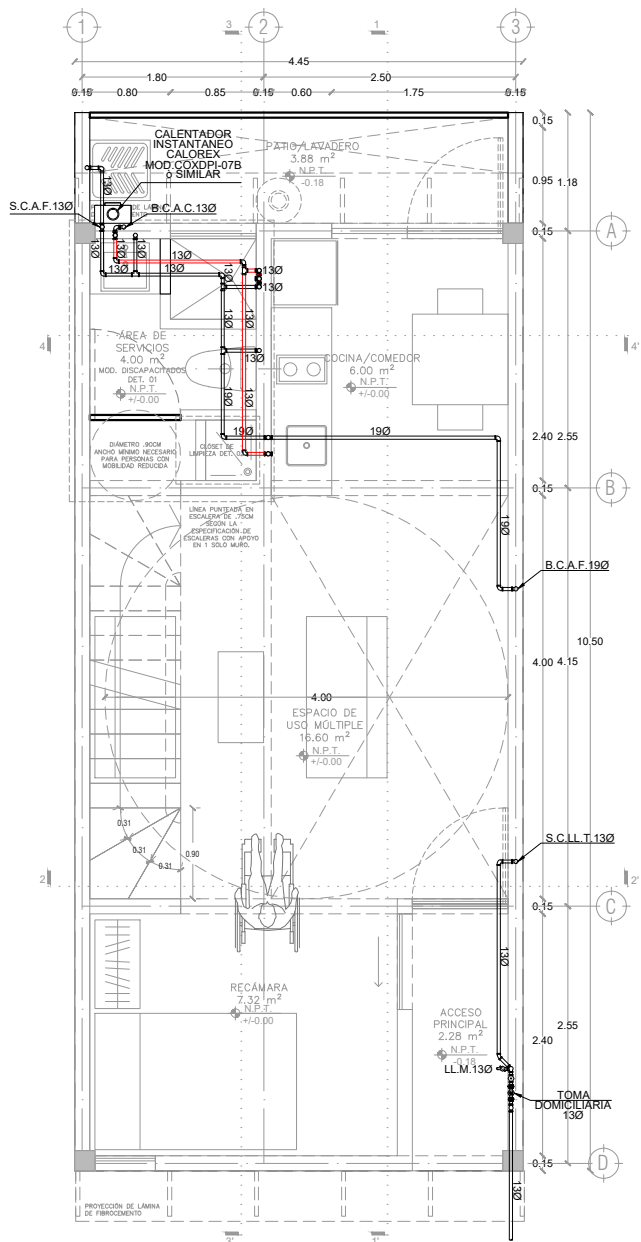 1
2
3
3
1
4.45
1.80
2.50
0.15
0.80
0.85
0.15
0.60
1.75
0.15
CALENTADOR
INSTANTANEO
CALOREX
MOD.COXDPI-07B
O SIMILAR
PATIO/LAVADERO
3.88 m²
N.P.T.
-0.18
0.15
0.95
1.18
S.C.A.F.13Ø
B.C.A.C.13Ø
13Ø
13Ø
13Ø
13Ø
13Ø
13Ø
0.15
A
13Ø
13Ø
13Ø
13Ø
13Ø
13Ø
4
4'
ÁREA DE
SERVICIOS
4.00 m²
MOD. DISCAPACITADOS
DET. 01
N.P.T.
+/-0.00
COCINA/COMEDOR
6.00 m²
N.P.T.
+/-0.00
19Ø
13Ø
19Ø
19Ø
2.40
2.55
DIÁMETRO .90CM
ANCHO MÍNIMO NECESARIO
PARA PERSONAS CON
MOBILIDAD REDUCIDA
CLÓSET DE
LIMPIEZA DET.
0.15
B
LÍNEA PUNTEADA EN
ESCALERA DE .75CM
SEGÚN LA
ESPECIFICACIÓN DE
ESCALERAS CON APOYO
EN 1 SOLO MURO.
19Ø
B.C.A.F.19Ø
10.50
4.00
4.15
4.00
ESPACIO DE
USO MÚLTIPLE
16.60 m²
N.P.T.
+/-0.00
0.31
0.31
0.31
0.90
S.C.LL.T.13Ø
2
2'
0.15
C
13Ø
RECÁMARA
7.32 m²
N.P.T.
+/-0.00
ACCESO
PRINCIPAL
2.28 m²
N.P.T.
-0.18
2.40
2.55
LL.M.13Ø
TOMA
DOMICILIARIA
13Ø
0.15
D
13Ø
PROYECCIÓN DE LÁMINA
DE FIBROCEMENTO
3'
1'